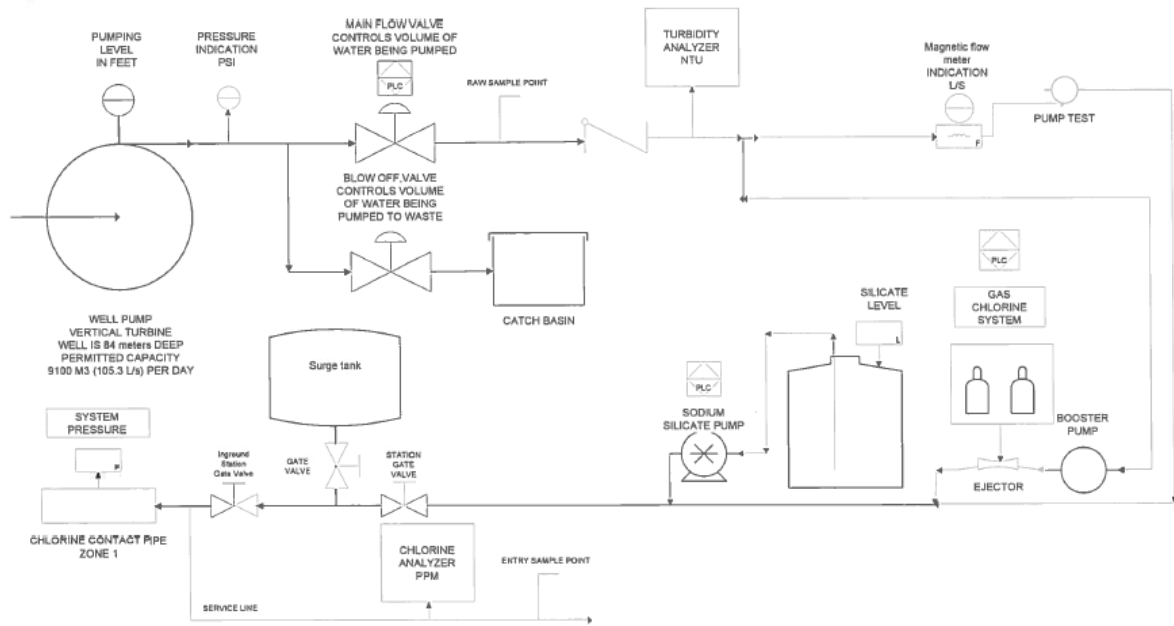 PUMPING
LEVEL
IN FEET
PRESSURE
INDICATION
PSI
MAIN FLOW VALVE
CONTROLS VOLUME OF
WATER BEING PUMPED
PLC
RAW SAMPLE POINT
TURBIDITY
ANALYZER
NTU
Magnetic flow
meter
INDICATION
L/S
F
PUMP TEST
BLOW OFF,VALVE
CONTROLS VOLUME
OF WATER BEING
PUMPED TO WASTE
CATCH BASIN
WELL PUMP
VERTICAL TURBINE
WELL IS 84 meters DEEP
PERMITTED CAPACITY
9100 M3 (105.3 L/s) PER DAY
Surge tank
SILICATE
LEVEL
L
PLC
GAS
CHLORINE
SYSTEM
PLC
SODIUM
SILICATE PUMP
BOOSTER
PUMP
EJECTOR
SYSTEM
PRESSURE
P
Inground
Station
Gate Valve
GATE
VALVE
STATION
GATE
VALVE
CHLORINE CONTACT PIPE
ZONE 1
CHLORINE
ANALYZER
PPM
ENTRY SAMPLE POINT
SERVICE LINE